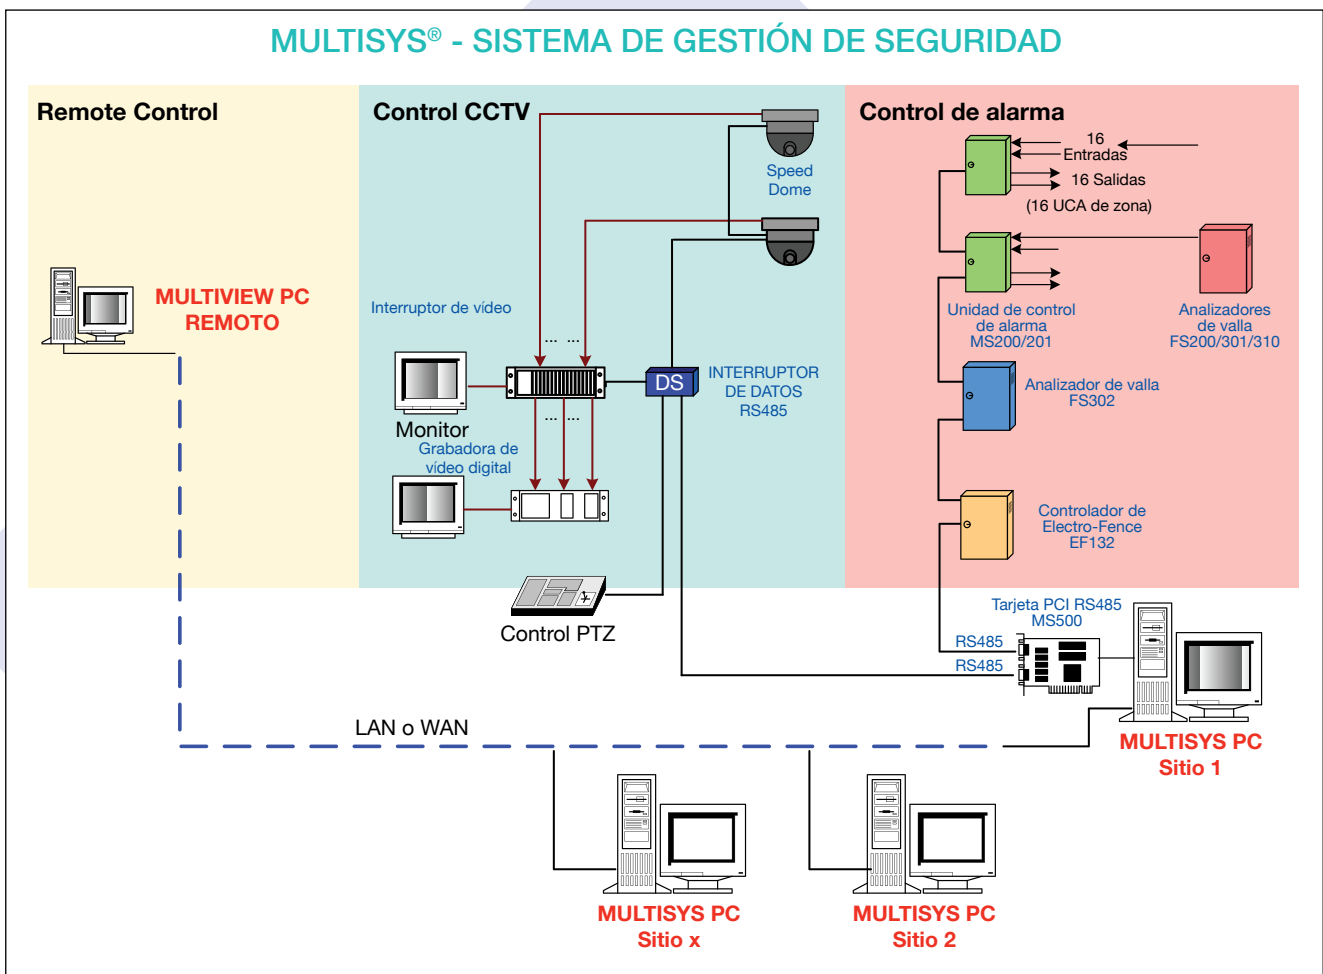 MULTISYS® - SISTEMA DE GESTIÓN DE SEGURIDAD
Remote Control
Control CCTV
Control de alarma
Speed
Dome
16
Entradas
16 Salidas
(16 UCA de zona)
MULTIVIEW PC
REMOTO
Interruptor de vídeo
... ...
Unidad de control
de alarma
MS200/201
Analizadores
de valla
FS200/301/310
DS
INTERRUPTOR
DE DATOS
RS485
Analizador de valla
FS302
Monitor
... ...
Grabadora de
vídeo digital
Controlador de
Electro-Fence
EF132
Control PTZ
Tarjeta PCI RS485
MS500
RS485
RS485
LAN o WAN
MULTISYS PC
Sitio 1
MULTISYS PC
Sitio x
MULTISYS PC
Sitio 2